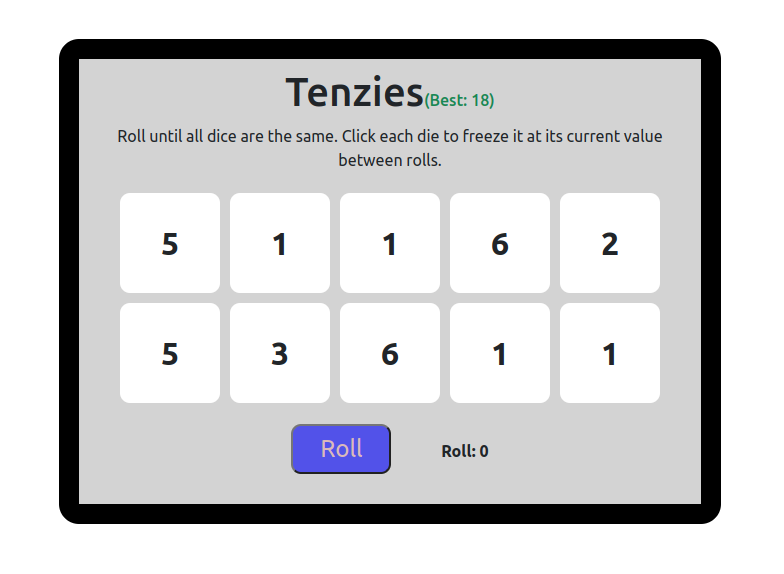 Tenzies(Best: 18)
Roll until all dice are the same. Click each die to freeze it at its current value
between rolls.
5 1 1 6 2
5 3 6 1 1
Roll Roll: 0